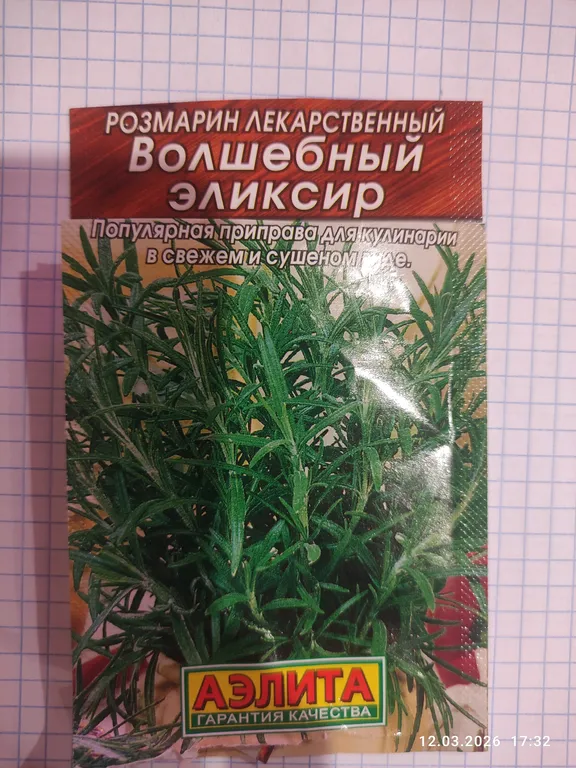 РОЗМАРИН ЛЕКАРСТВЕННЫЙ
ВОЛШЕБНЫЙ
ЭЛИКСИР
Популярная приправа для кулинарии
в свежем и сушеном виде.
АЭЛИТА
ГАРАНТИЯ КАЧЕСТВА
12.03.2026 17:32